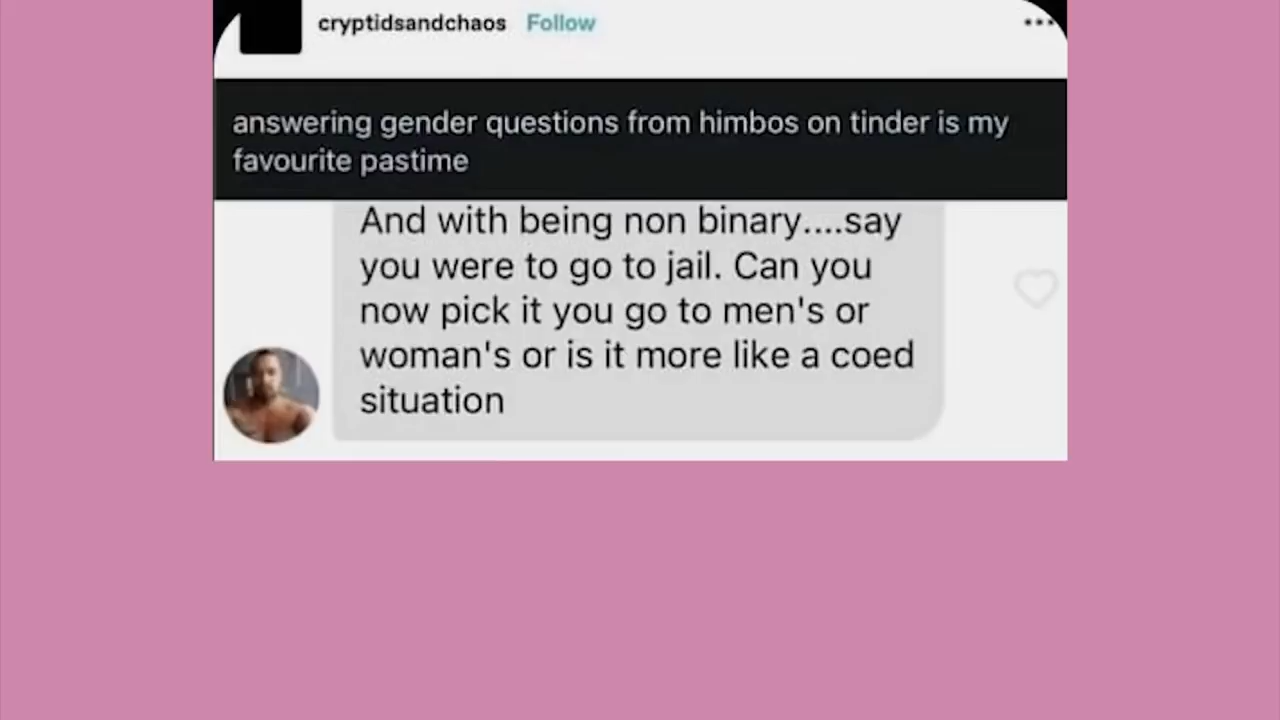 cryptidsandchaos Follow
answering gender questions from himbos on tinder is my
favourite pastime
And with being non binary....say
you were to go to jail. Can you
now pick it you go to men's or
woman's or is it more like a coed
situation